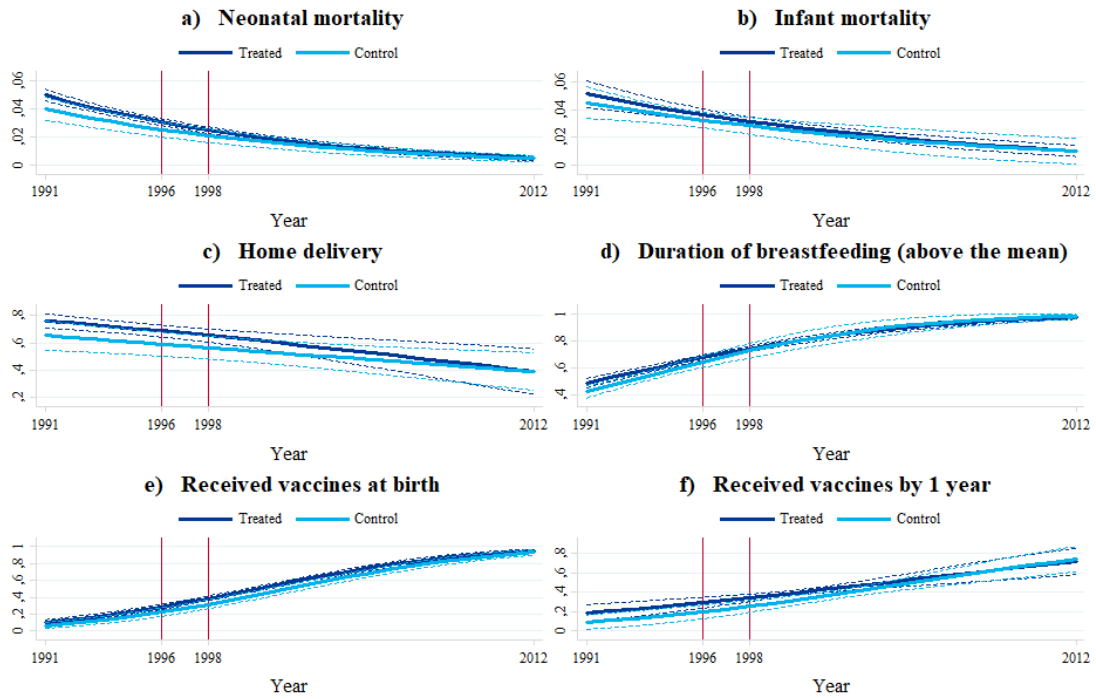 a) Neonatal mortality
Treated Control
,06
,04
,02
0
1991 1996 1998 2012
Year
b) Infant mortality
Treated Control
,06
,04
,02
0
1991 1996 1998 2012
Year
c) Home delivery
Treated Control
,8
,6
,4
,2
1991 1996 1998 2012
Year
d) Duration of breastfeeding (above the mean)
Treated Control
1
,8
,6
,4
1991 1996 1998 2012
Year
e) Received vaccines at birth
Treated Control
1
,8
,6
,4
,2
0
1991 1996 1998 2012
Year
f) Received vaccines by 1 year
Treated Control
,8
,6
,4
,2
0
1991 1996 1998 2012
Year